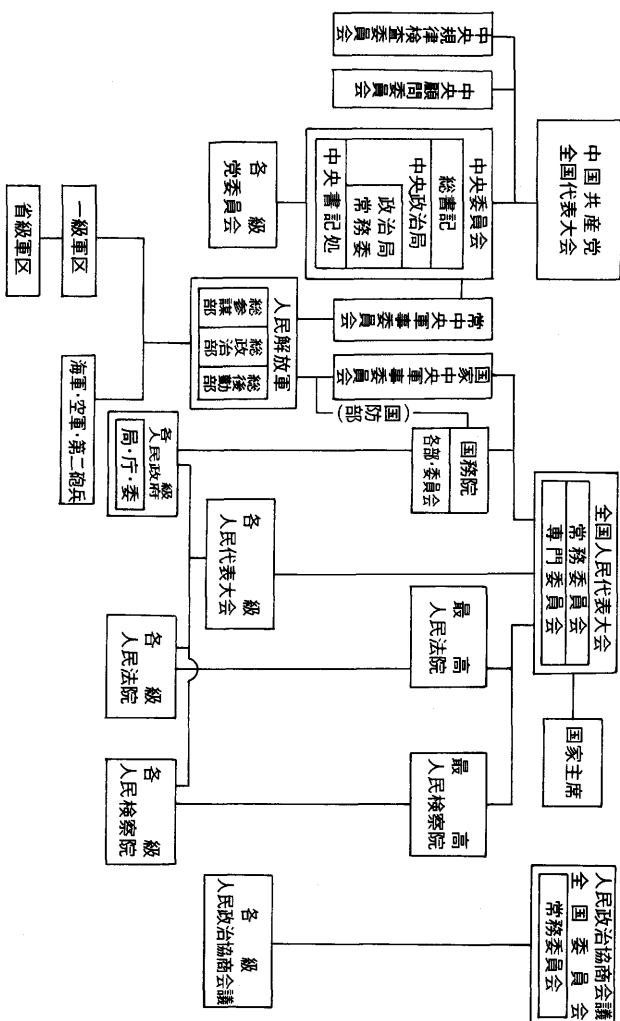 中国共産党
全国代表大会
中央規律検査委員会
中央顧問委員会
中央委員会
総書記
中央政治局
政治局
常務委
中央書記処
各級
党委員会
党中央軍事委員会
国家中央軍事委員会
(国防部)
人民解放軍
総参謀部
総政治部
総後勤部
一級軍区
省級軍区
海軍・空軍・第二砲兵
全国人民代表大会
常務委員会
専門委員会
国家主席
国務院
各部・委員会
各級
人民政府
局・庁・委
各級
人民代表大会
最高
人民法院
各級
人民法院
最高
人民検察院
各級
人民検察院
人民政治協商会議
全国委員会
常務委員会
各級
人民政治協商会議